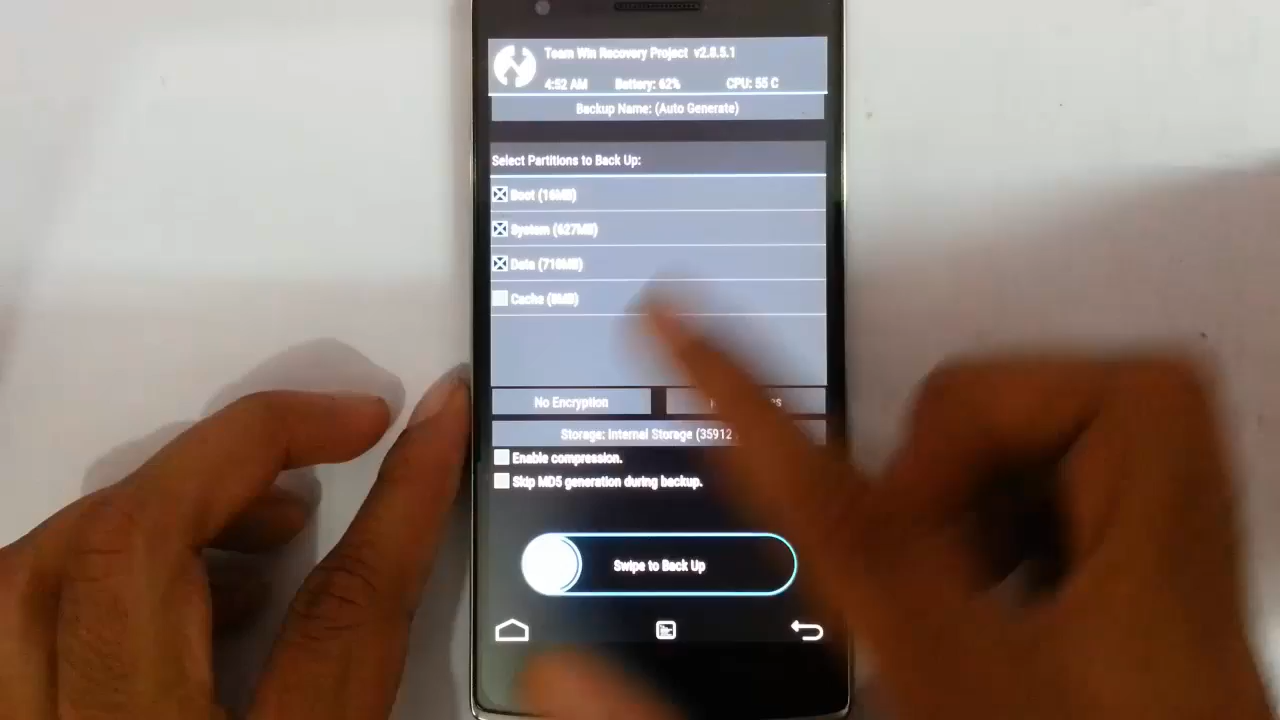 Team Win Recovery Project v2.8.5.1
4:52 AM Battery: 62% CPU: 55 C
Backup Name: (Auto Generate)
Select Partitions to Back Up:
Boot (16MB)
System (627MB)
Data (710MB)
Cache (8MB)
No Encryption
Storage: Internal Storage (35912
Enable compression.
Skip MD5 generation during backup.
Swipe to Back Up